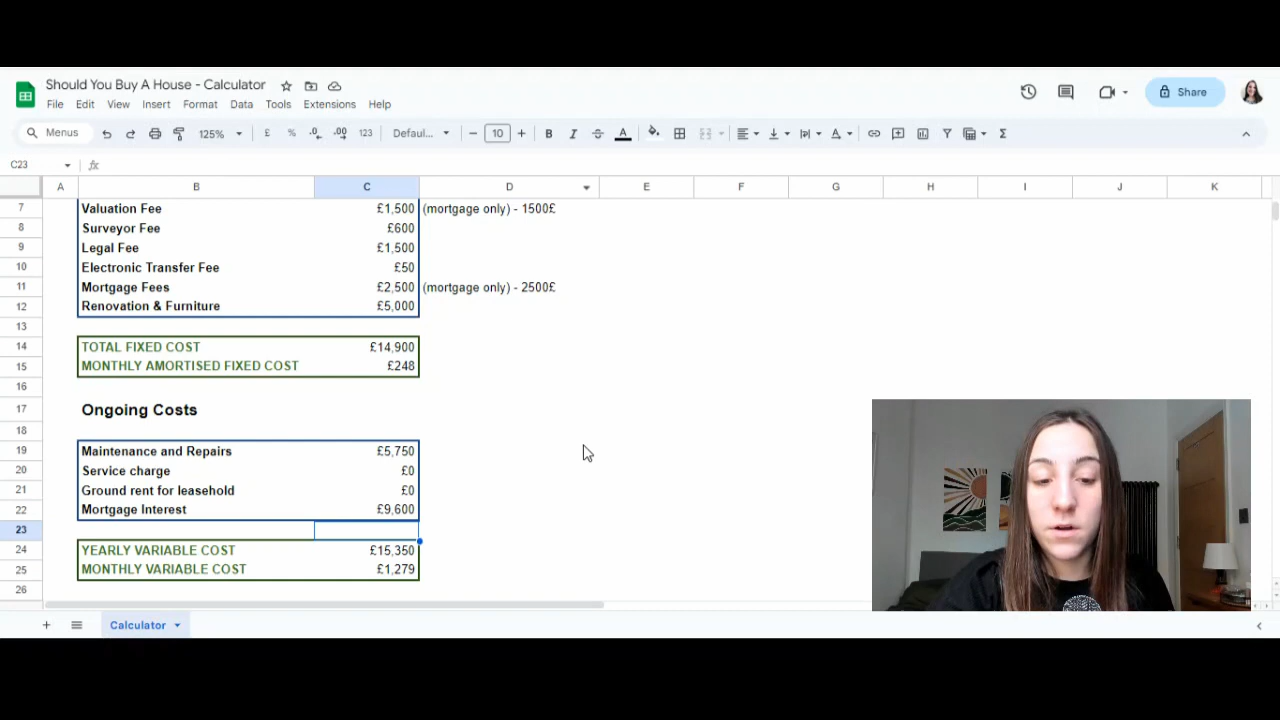 Should You Buy A House - Calculator
File Edit View Insert Format Data Tools Extensions Help
Share
Menus 125% £ % .0 .00 123 Defaul... 10 B I A
C23 fx
A B C D E F G H I J K
7 Valuation Fee £1,500 (mortgage only) - 1500£
8 Surveyor Fee £600
9 Legal Fee £1,500
10 Electronic Transfer Fee £50
11 Mortgage Fees £2,500 (mortgage only) - 2500£
12 Renovation & Furniture £5,000
13
14 TOTAL FIXED COST £14,900
15 MONTHLY AMORTISED FIXED COST £248
16
17 Ongoing Costs
18
19 Maintenance and Repairs £5,750
20 Service charge £0
21 Ground rent for leasehold £0
22 Mortgage Interest £9,600
23
24 YEARLY VARIABLE COST £15,350
25 MONTHLY VARIABLE COST £1,279
26
Calculator